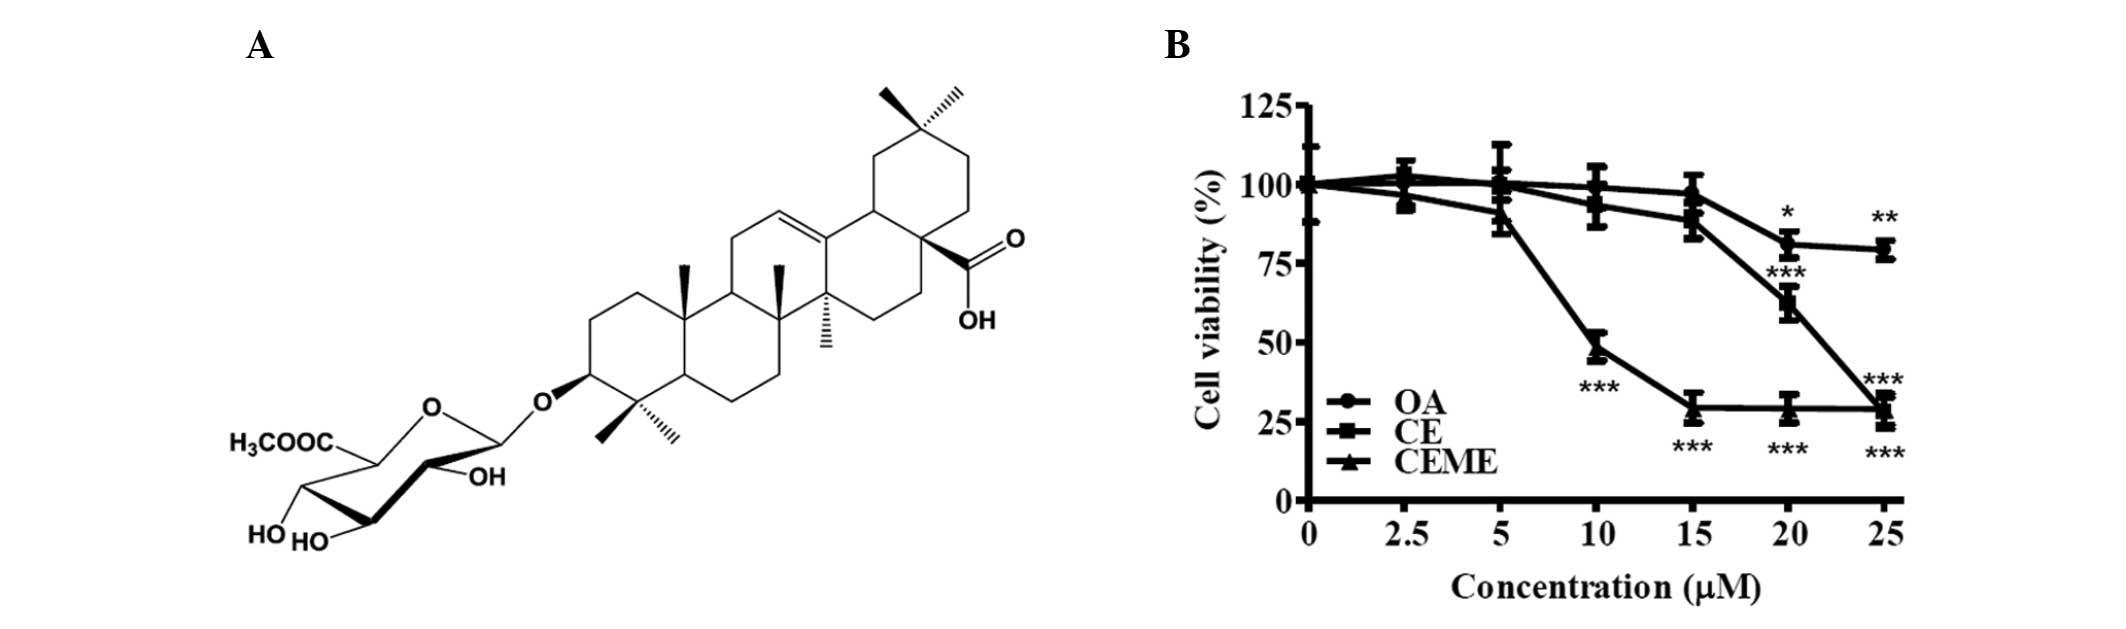 A
B
O
OH
H₃COOC
O
OH
HO
HO
O
125
100
75
50
25
0
Cell viability (%)
*
**
***
***
***
***
***
***
OA
CE
CEME
0 2.5 5 10 15 20 25
Concentration (μM)